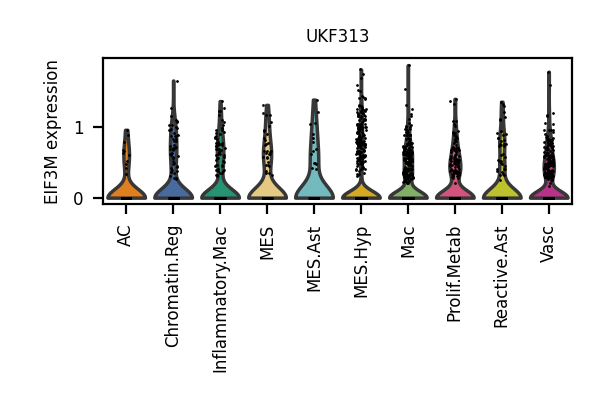 UKF313
EIF3M expression
1
0
AC
Chromatin.Reg
Inflammatory.Mac
MES
MES.Ast
MES.Hyp
Mac
Prolif.Metab
Reactive.Ast
Vasc